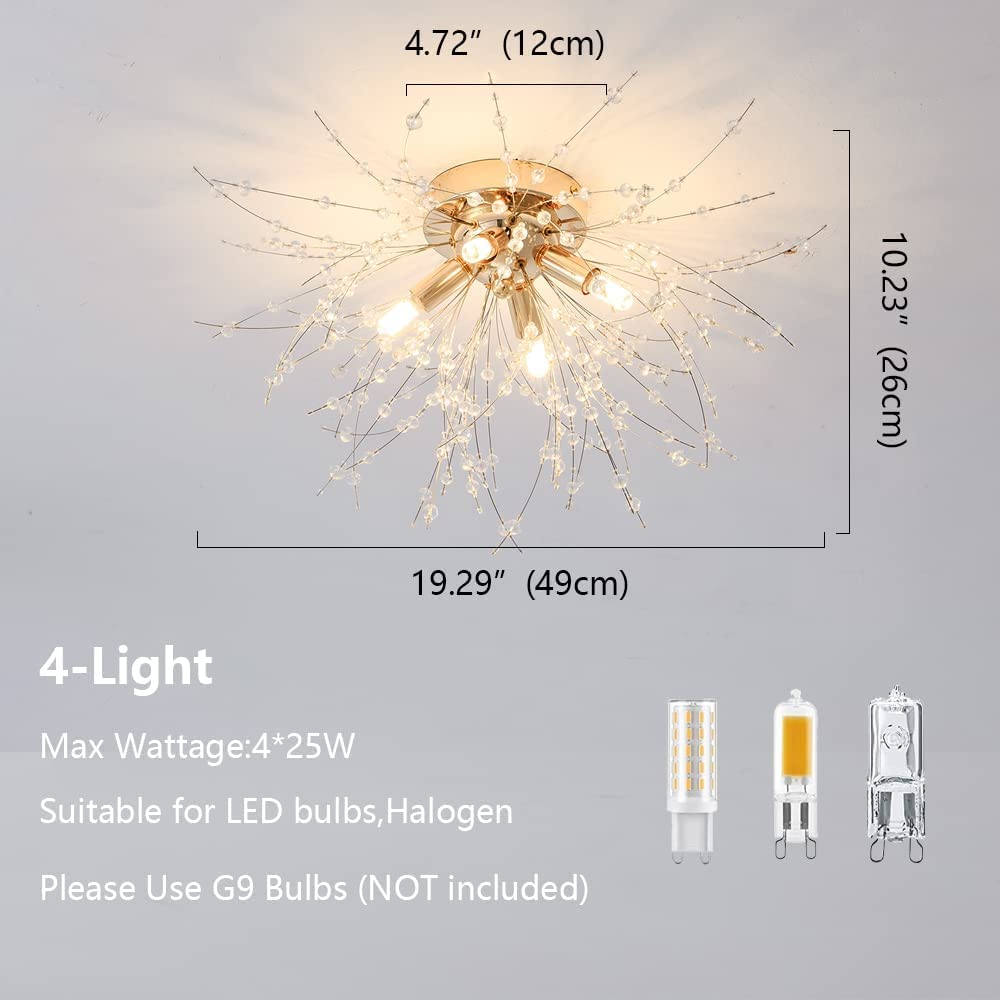 4.72″ (12cm)
10.23″ (26cm)
19.29″ (49cm)
4-Light
Max Wattage:4*25W
Suitable for LED bulbs,Halogen
Please Use G9 Bulbs (NOT included)